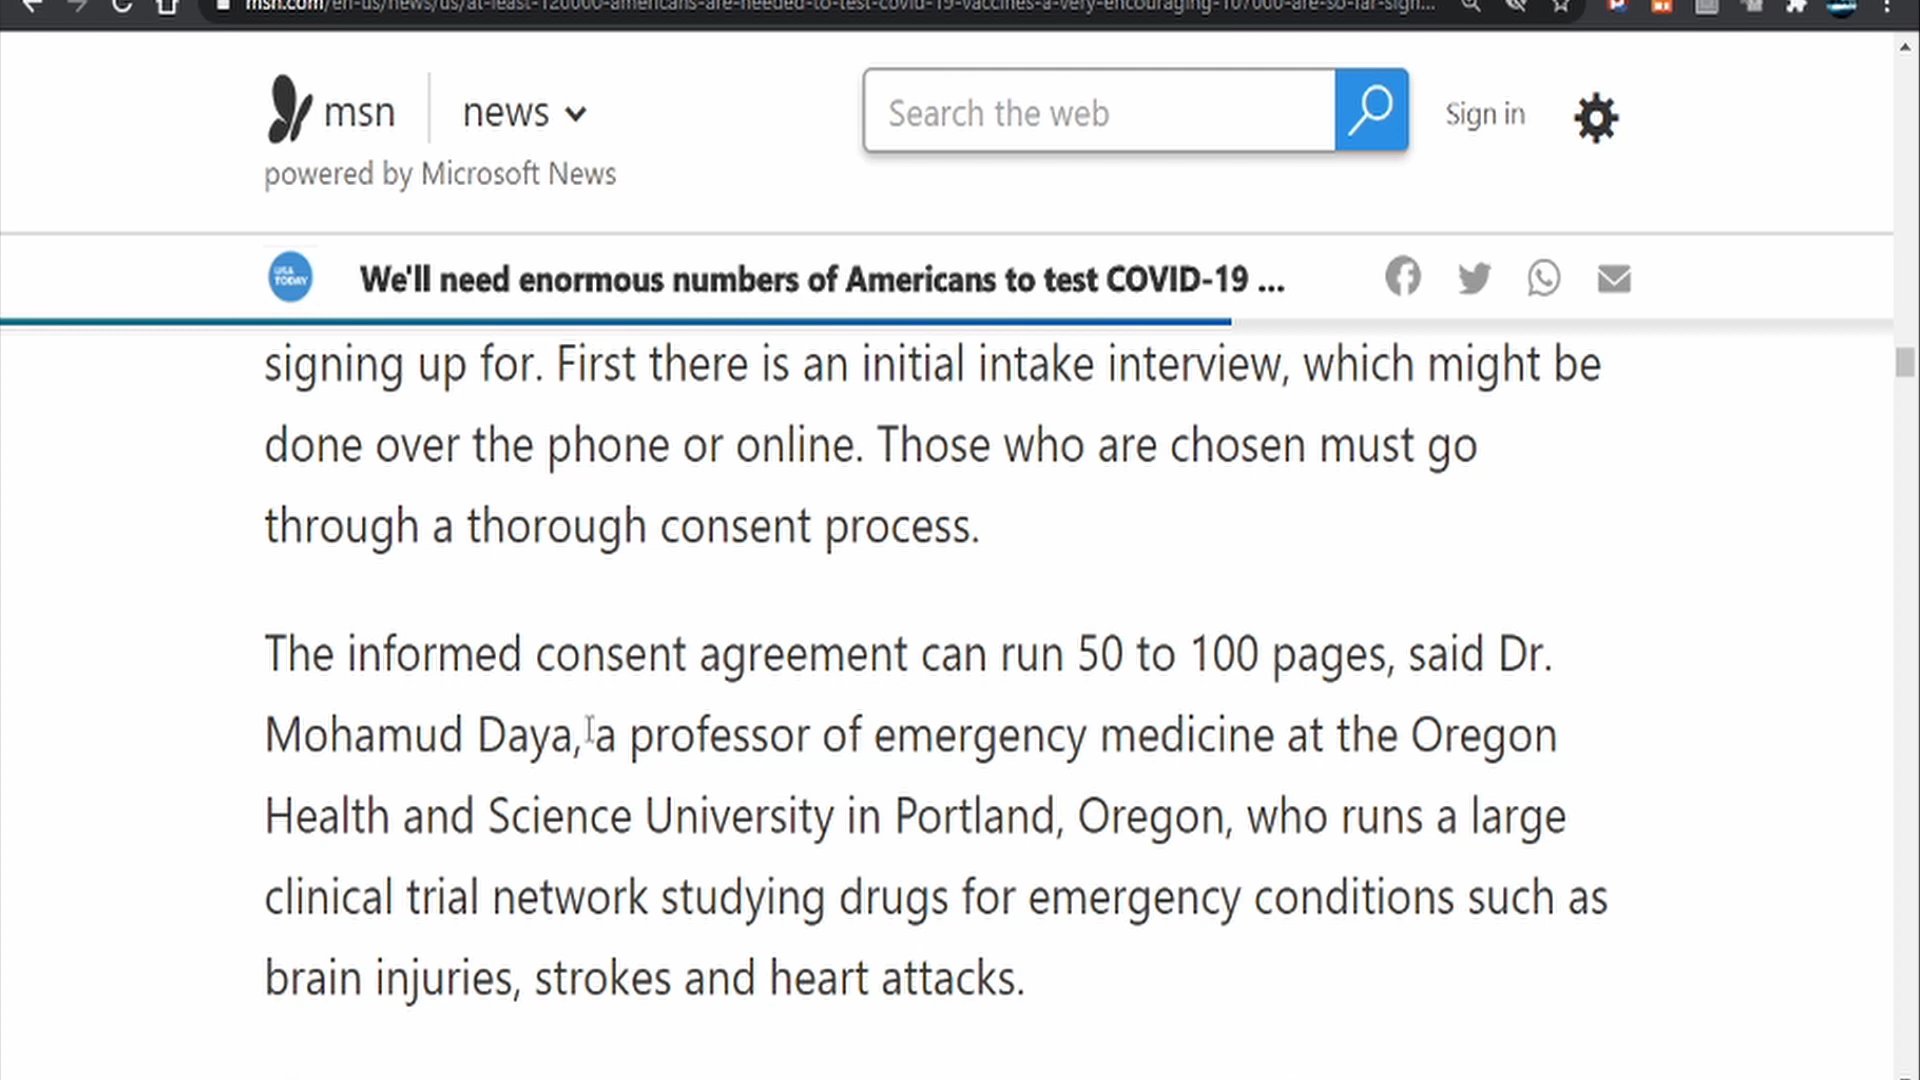 msn.com/en-us/news/us/at-least-120000-americans-are-needed-to-test-covid-19-vaccines-a-very-encouraging-107000-are-so-far-sign...
msn news
Search the web
Sign in
powered by Microsoft News
USA TODAY
We'll need enormous numbers of Americans to test COVID-19 ...
signing up for. First there is an initial intake interview, which might be
done over the phone or online. Those who are chosen must go
through a thorough consent process.
The informed consent agreement can run 50 to 100 pages, said Dr.
Mohamud Daya, a professor of emergency medicine at the Oregon
Health and Science University in Portland, Oregon, who runs a large
clinical trial network studying drugs for emergency conditions such as
brain injuries, strokes and heart attacks.